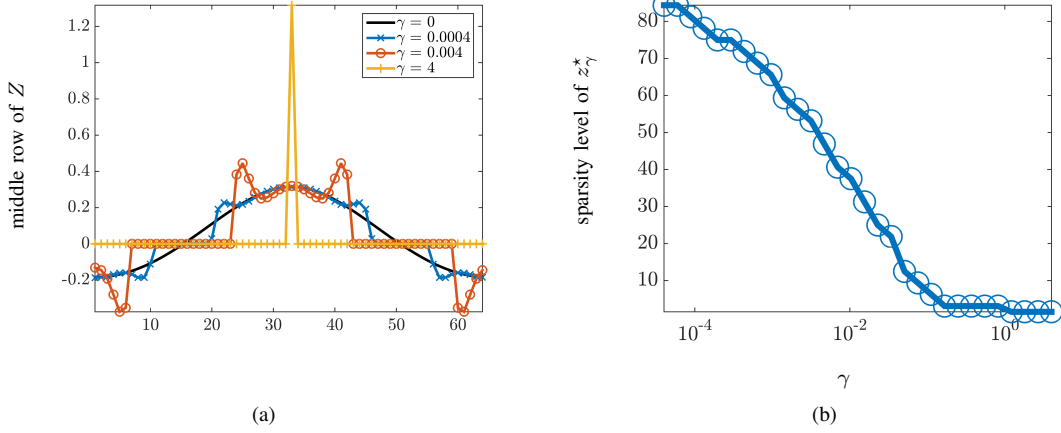 middle row of Z
1.2
1
0.8
0.6
0.4
0.2
0
-0.2
10
20
30
40
50
60
γ = 0
γ = 0.0004
γ = 0.004
γ = 4
(a)
sparsity level of z⋆γ
80
70
60
50
40
30
20
10
10⁻⁴
10⁻²
10⁰
γ
(b)